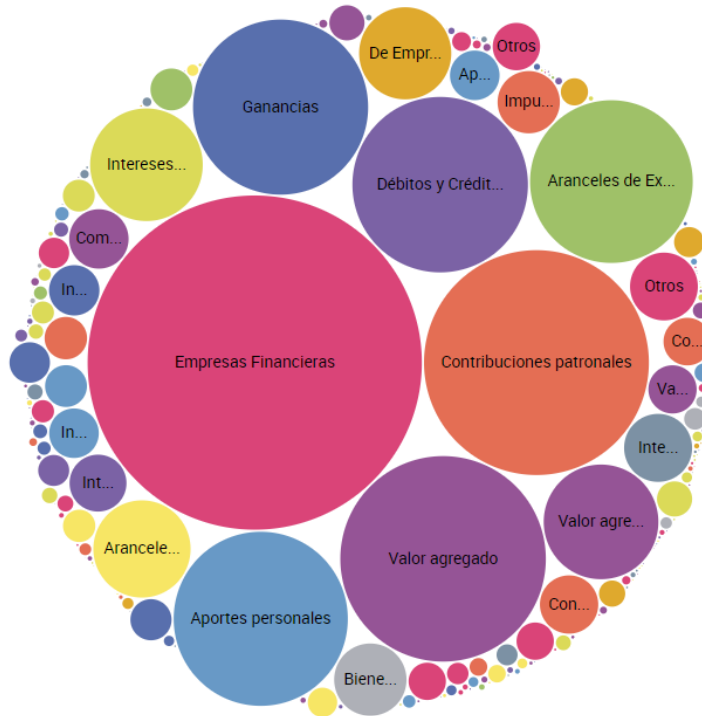 Otros
De Empr...
Ap...
Impu...
Ganancias
Intereses...
Débitos y Crédit...
Aranceles de Ex...
Com...
In...
Otros
Co...
Empresas Financieras
Contribuciones patronales
Va...
In...
Inte...
Int...
Valor agre...
Arancele...
Valor agregado
Con...
Aportes personales
Biene...